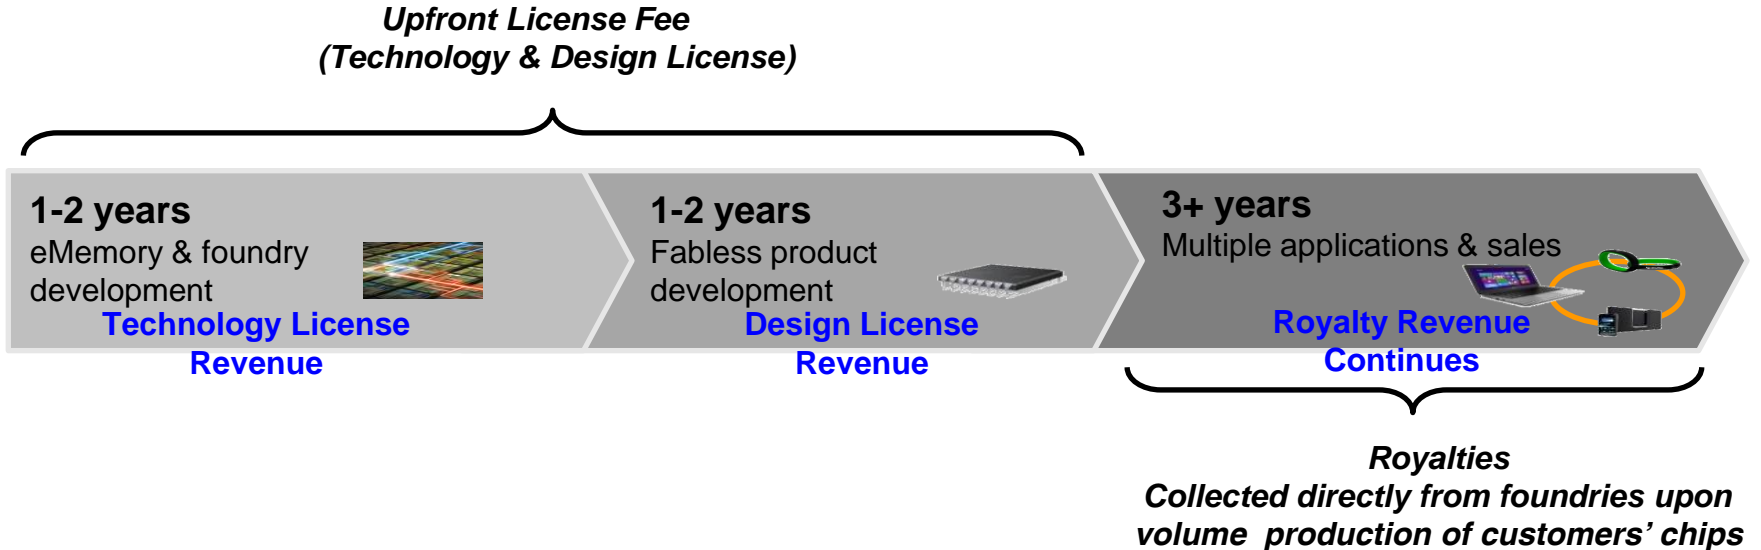 Upfront License Fee
(Technology & Design License)
1-2 years
eMemory & foundry
development
Technology License
Revenue
1-2 years
Fabless product
development
Design License
Revenue
3+ years
Multiple applications & sales
Royalty Revenue
Continues
Royalties
Collected directly from foundries upon
volume production of customers’ chips